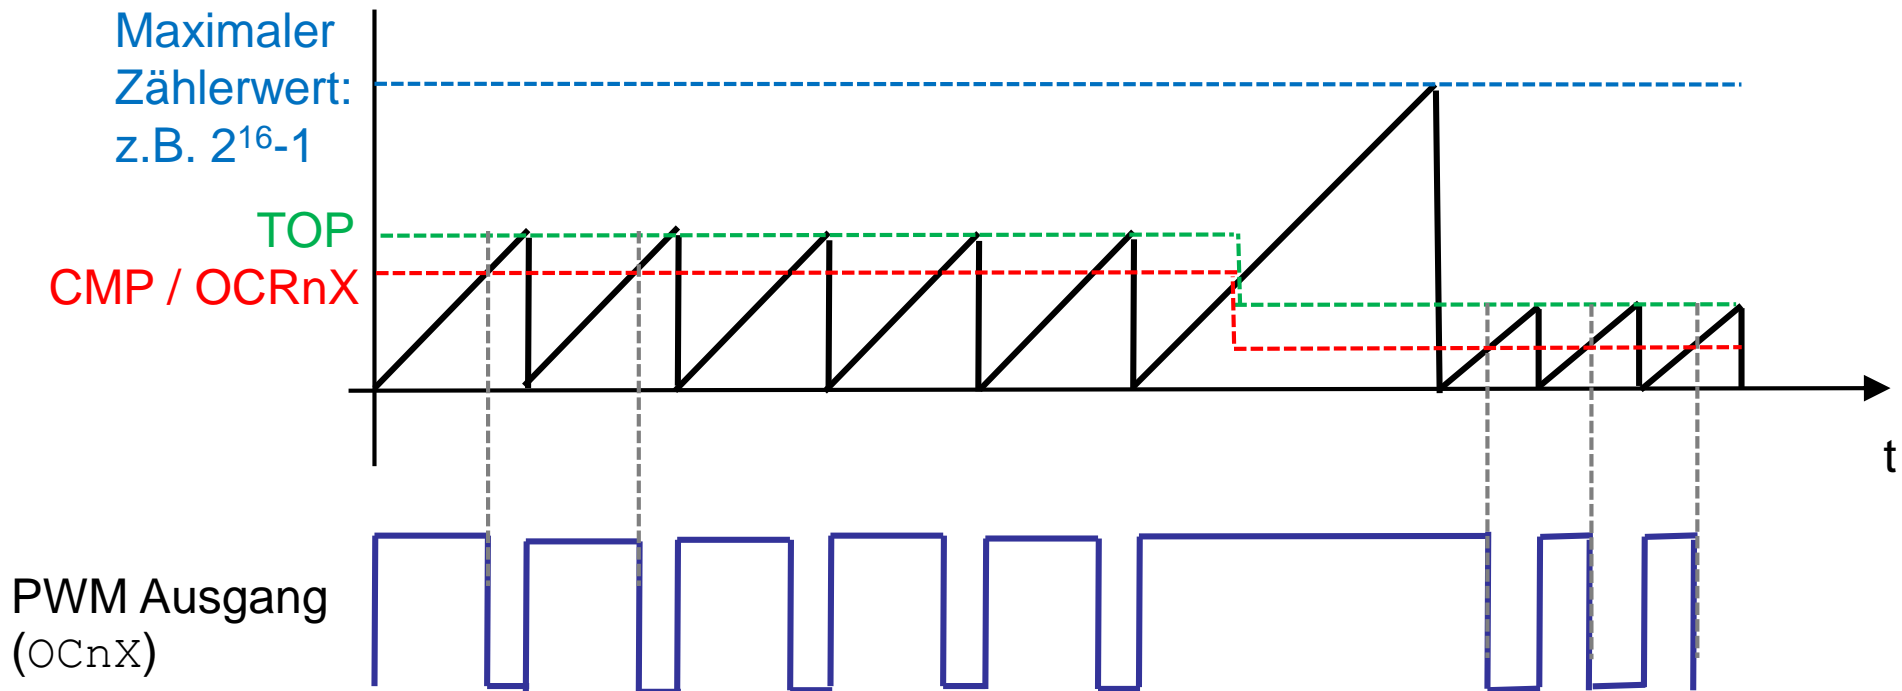 Maximaler
Zählerwert:
z.B. 2¹⁶-1
TOP
CMP / OCRnX
t
PWM Ausgang
(OCnX)